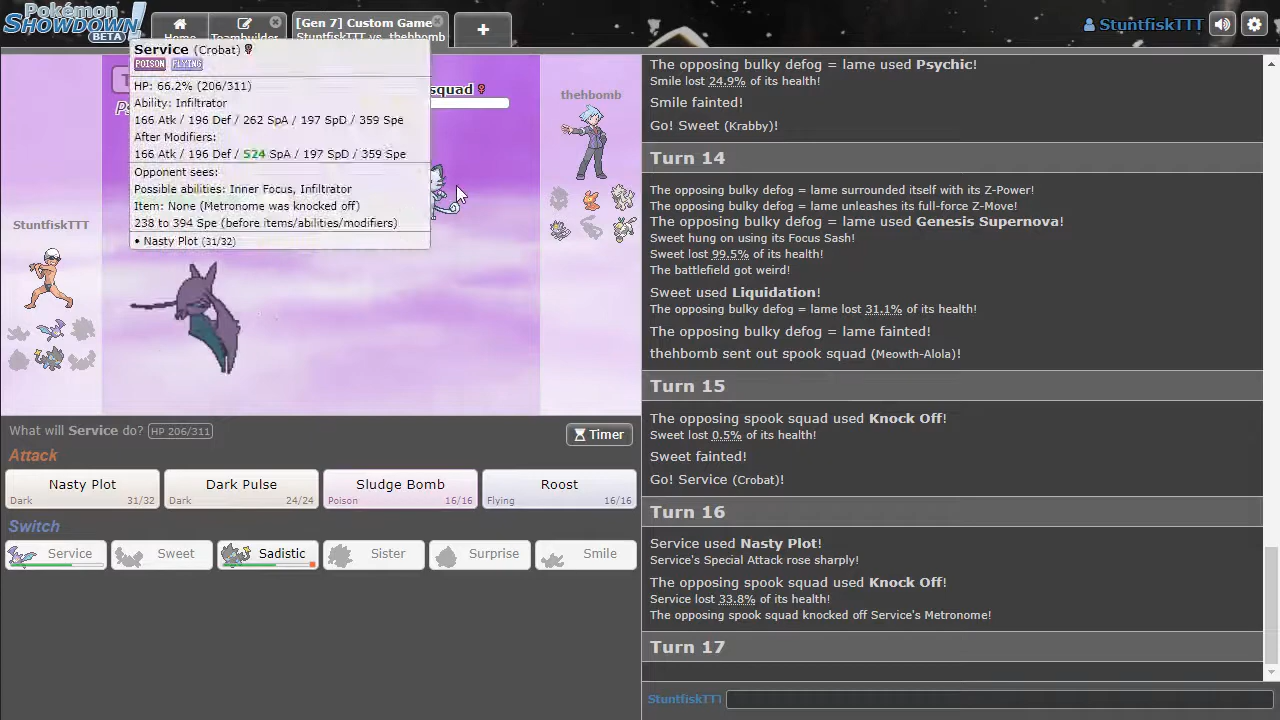 Pokémon
SHOWDOWN!
BETA
Home
Teambuilder
[Gen 7] Custom Game
StuntfiskTTT vs. thehbomb
StuntfiskTTT
Service (Crobat)
POISON FLYING
HP: 66.2% (206/311)
Ability: Infiltrator
166 Atk / 196 Def / 262 SpA / 197 SpD / 359 Spe
After Modifiers:
166 Atk / 196 Def / 524 SpA / 197 SpD / 359 Spe
Opponent sees:
Possible abilities: Inner Focus, Infiltrator
Item: None (Metronome was knocked off)
238 to 394 Spe (before items/abilities/modifiers)
• Nasty Plot (31/32)
squad
thehbomb
StuntfiskTTT
What will Service do? HP 206/311
Timer
Attack
Nasty Plot
Dark 31/32
Dark Pulse
Dark 24/24
Sludge Bomb
Poison 16/16
Roost
Flying 16/16
Switch
Service
Sweet
Sadistic
Sister
Surprise
Smile
The opposing bulky defog = lame used Psychic!
Smile lost 24.9% of its health!
Smile fainted!
Go! Sweet (Krabby)!
Turn 14
The opposing bulky defog = lame surrounded itself with its Z-Power!
The opposing bulky defog = lame unleashes its full-force Z-Move!
The opposing bulky defog = lame used Genesis Supernova!
Sweet hung on using its Focus Sash!
Sweet lost 99.5% of its health!
The battlefield got weird!
Sweet used Liquidation!
The opposing bulky defog = lame lost 31.1% of its health!
The opposing bulky defog = lame fainted!
thehbomb sent out spook squad (Meowth-Alola)!
Turn 15
The opposing spook squad used Knock Off!
Sweet lost 0.5% of its health!
Sweet fainted!
Go! Service (Crobat)!
Turn 16
Service used Nasty Plot!
Service's Special Attack rose sharply!
The opposing spook squad used Knock Off!
Service lost 33.8% of its health!
The opposing spook squad knocked off Service's Metronome!
Turn 17
StuntfiskTT